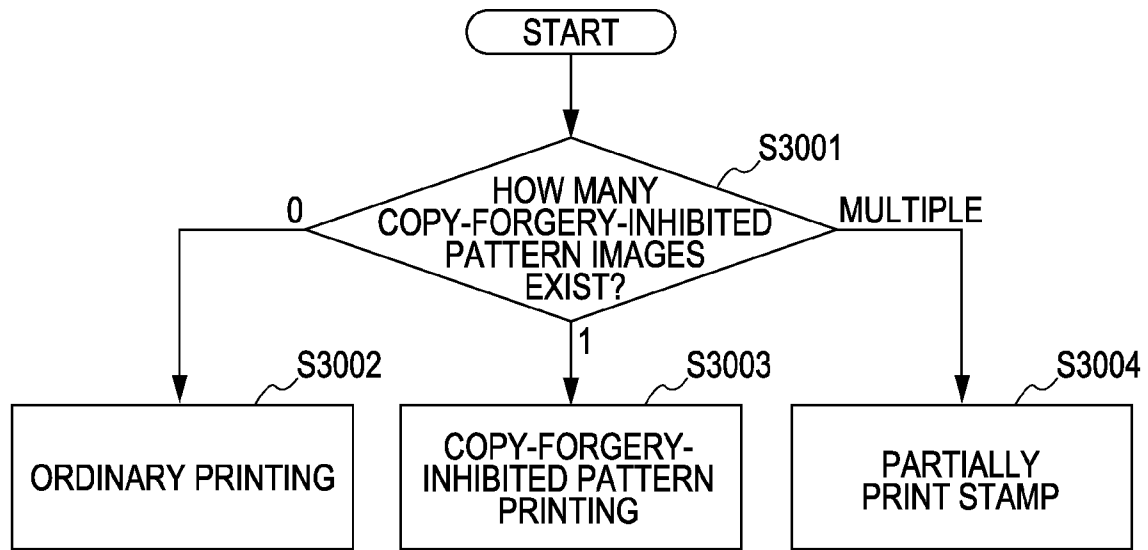 START
S3001
HOW MANY
COPY-FORGERY-INHIBITED
PATTERN IMAGES
EXIST?
0
MULTIPLE
1
S3002
S3003
S3004
ORDINARY PRINTING
COPY-FORGERY-
INHIBITED PATTERN
PRINTING
PARTIALLY
PRINT STAMP